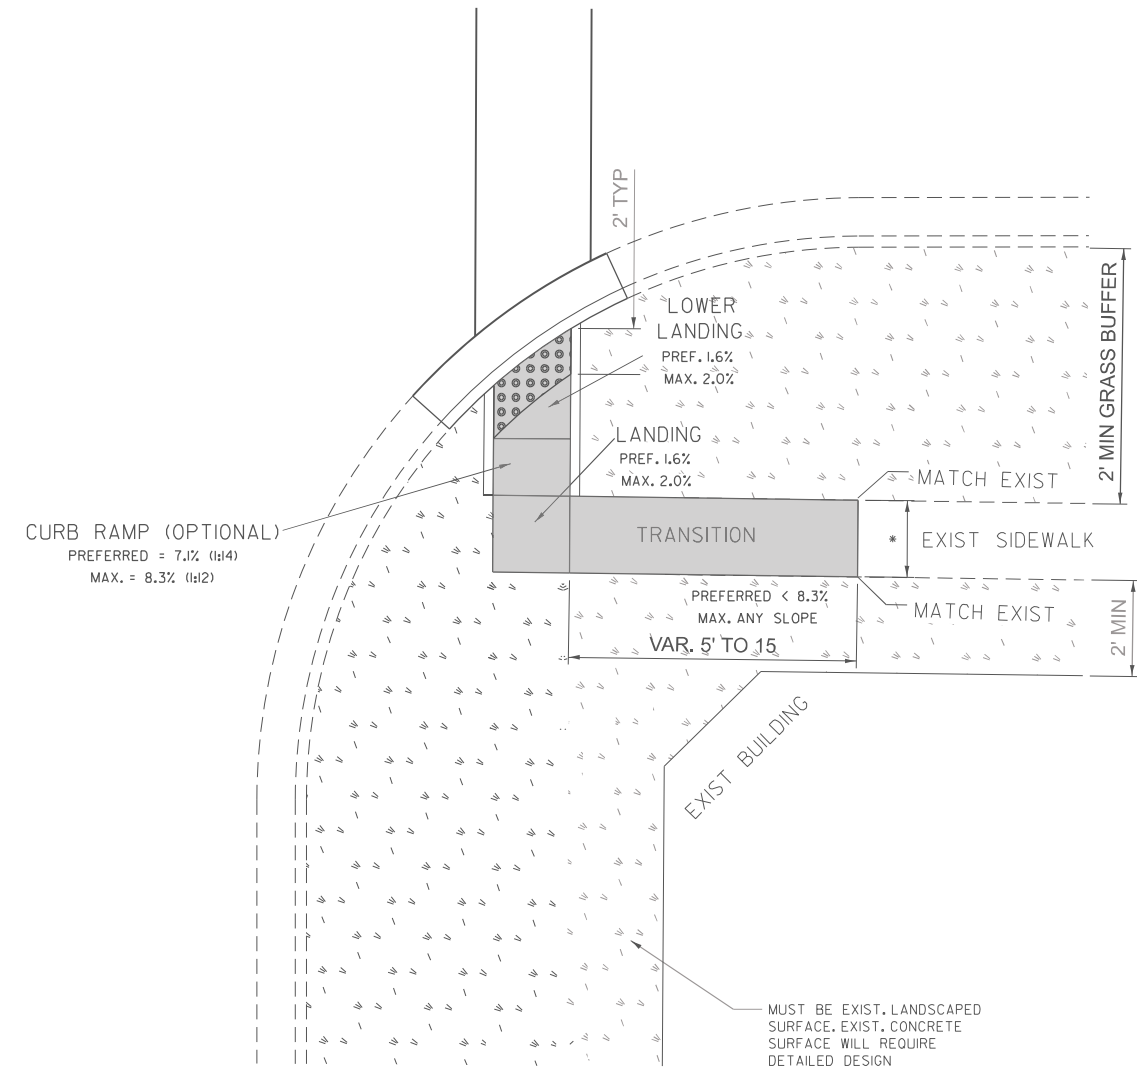 2' TYP
LOWER
LANDING
PREF. 1.6%
MAX. 2.0%
LANDING
PREF. 1.6%
MAX. 2.0%
2' MIN GRASS BUFFER
MATCH EXIST
CURB RAMP (OPTIONAL)
PREFERRED = 7.1% (1:14)
MAX. = 8.3% (1:12)
TRANSITION
* EXIST SIDEWALK
PREFERRED < 8.3%
MAX. ANY SLOPE
MATCH EXIST
2' MIN
VAR. 5' TO 15
EXIST BUILDING
MUST BE EXIST. LANDSCAPED
SURFACE. EXIST. CONCRETE
SURFACE WILL REQUIRE
DETAILED DESIGN